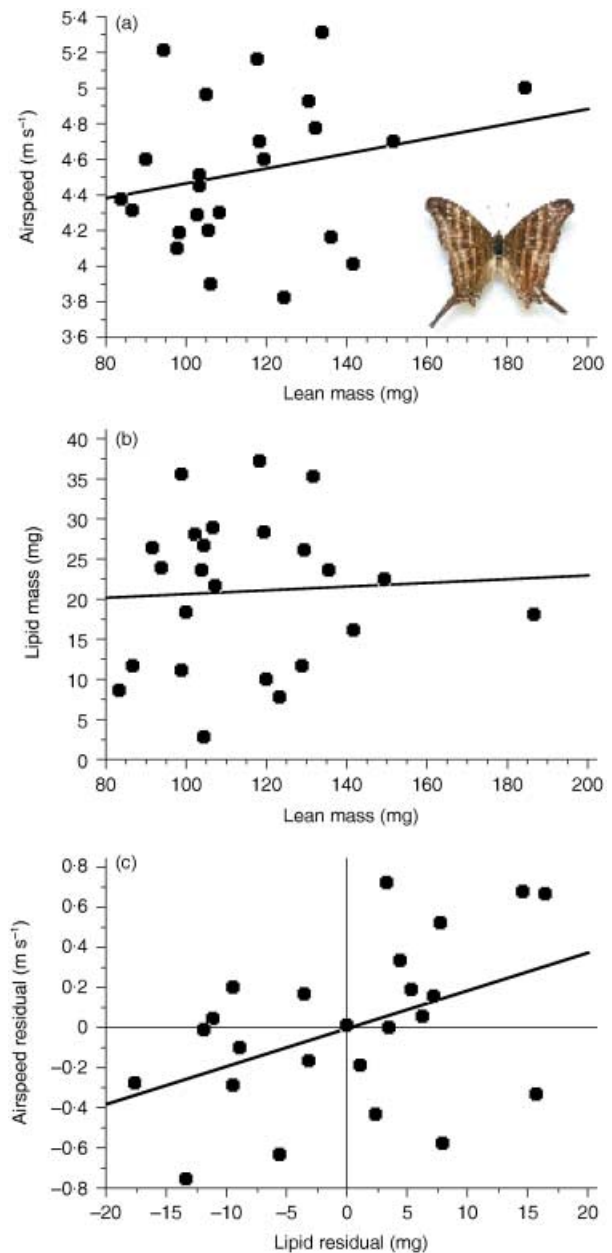 (a)
5·4
5·2
5
4·8
4·6
4·4
4·2
4
3·8
3·6
Airspeed (m s⁻¹)
80 100 120 140 160 180 200
Lean mass (mg)
(b)
40
35
30
25
20
15
10
5
0
Lipid mass (mg)
80 100 120 140 160 180 200
Lean mass (mg)
(c)
0·8
0·6
0·4
0·2
0
−0·2
−0·4
−0·6
−0·8
Airspeed residual (m s⁻¹)
−20 −15 −10 −5 0 5 10 15 20
Lipid residual (mg)